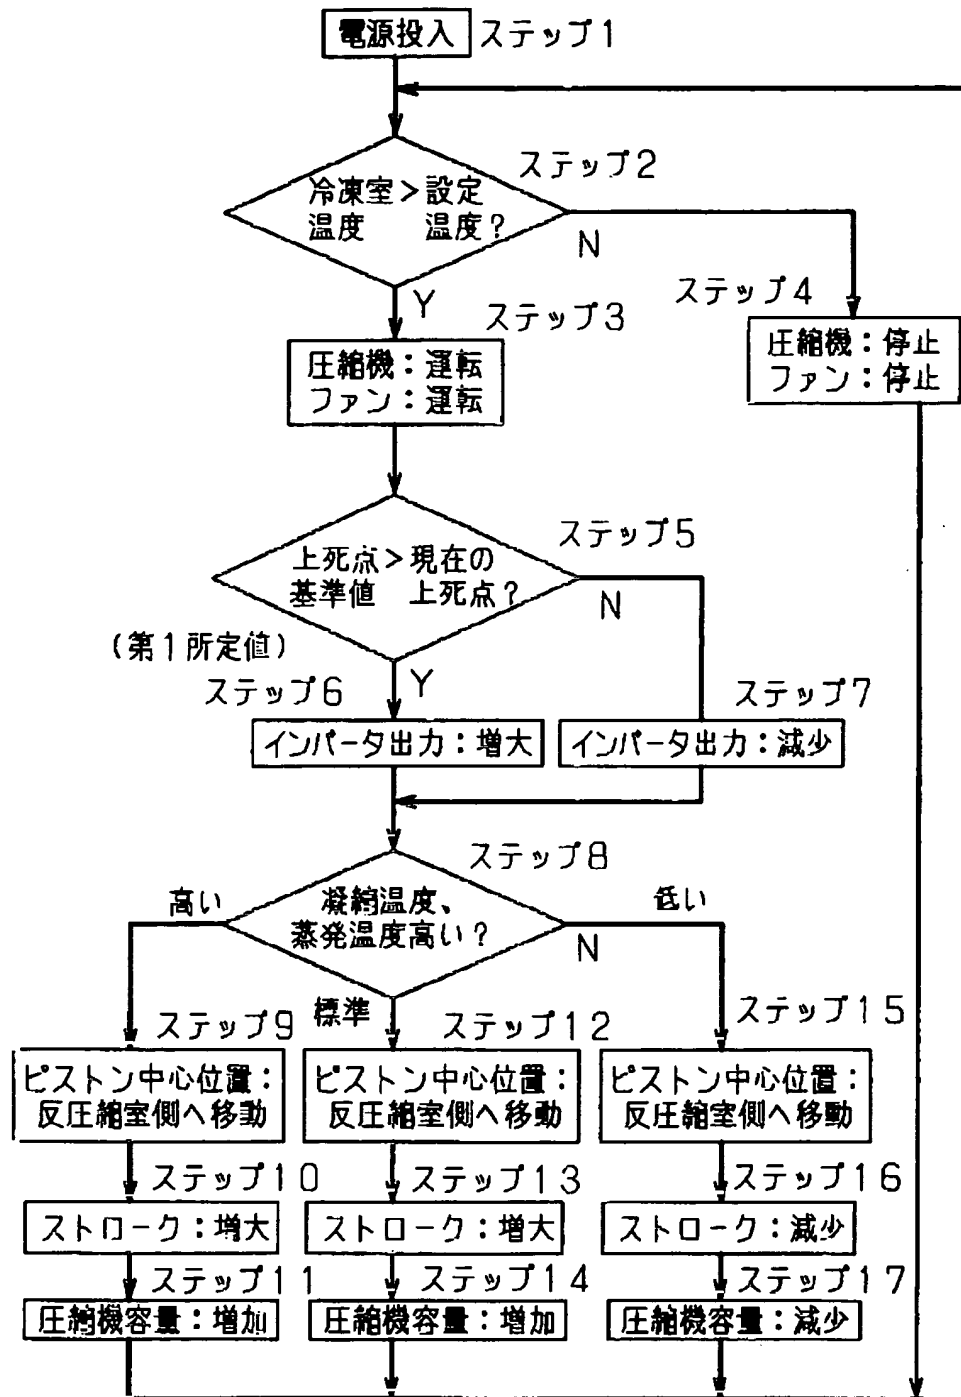 電源投入 ステップ1
ステップ2
冷凍室>設定
温度 温度?
N
Y
ステップ3
ステップ4
圧縮機:運転
ファン:運転
圧縮機:停止
ファン:停止
ステップ5
上死点>現在の
基準値 上死点?
N
(第1所定値)
Y
ステップ6
ステップ7
インバータ出力:増大
インバータ出力:減少
ステップ8
高い
凝縮温度、
蒸発温度高い?
低い
N
標準
ステップ9
ステップ12
ステップ15
ピストン中心位置:
反圧縮室側へ移動
ピストン中心位置:
反圧縮室側へ移動
ピストン中心位置:
反圧縮室側へ移動
ステップ10
ステップ13
ステップ16
ストローク:増大
ストローク:増大
ストローク:減少
ステップ11
ステップ14
ステップ17
圧縮機容量:増加
圧縮機容量:増加
圧縮機容量:減少